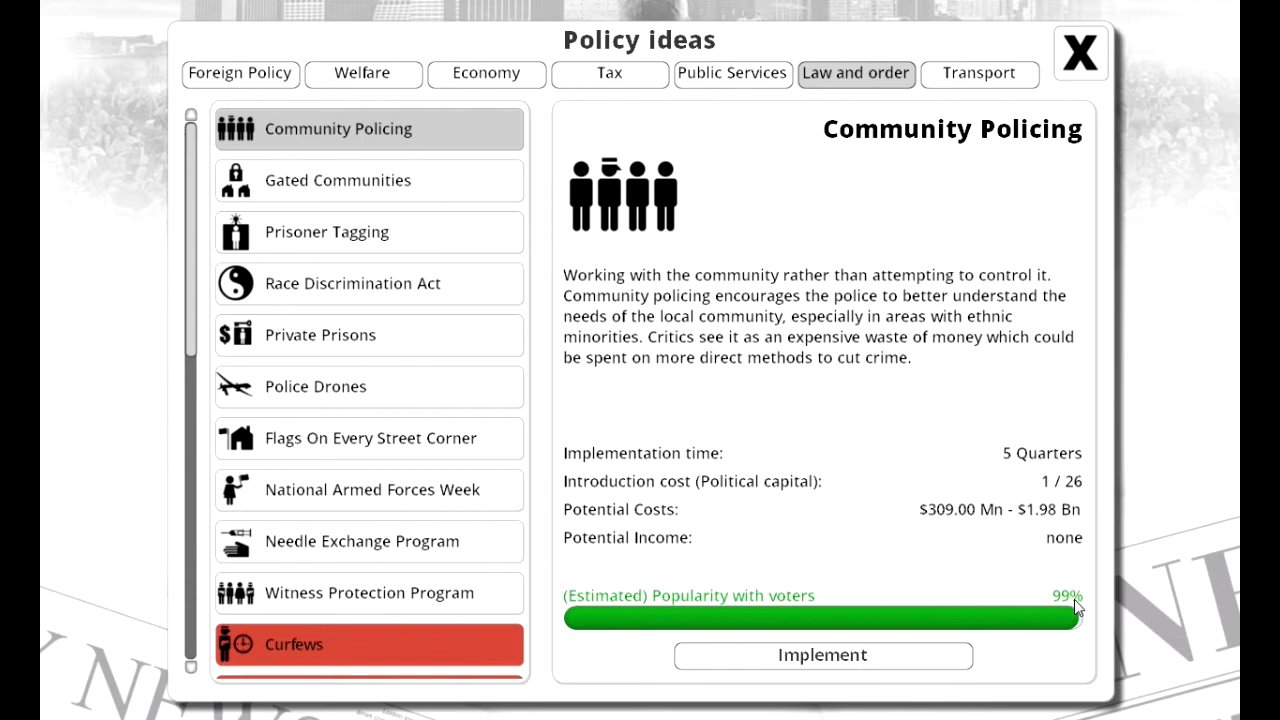 Policy ideas
X
Foreign Policy
Welfare
Economy
Tax
Public Services
Law and order
Transport
Community Policing
Gated Communities
Prisoner Tagging
Race Discrimination Act
Private Prisons
Police Drones
Flags On Every Street Corner
National Armed Forces Week
Needle Exchange Program
Witness Protection Program
Curfews
Community Policing
Working with the community rather than attempting to control it.
Community policing encourages the police to better understand the
needs of the local community, especially in areas with ethnic
minorities. Critics see it as an expensive waste of money which could
be spent on more direct methods to cut crime.
Implementation time: 5 Quarters
Introduction cost (Political capital): 1 / 26
Potential Costs: $309.00 Mn - $1.98 Bn
Potential Income: none
(Estimated) Popularity with voters 99%
Implement